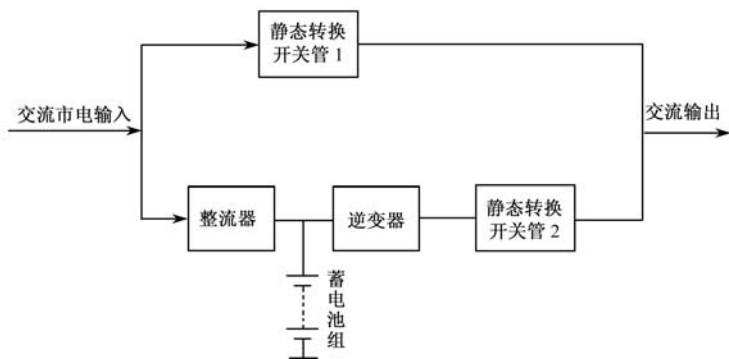 静态转换
开关管 1
交流市电输入
交流输出
整流器
逆变器
静态转换
开关管 2
蓄电池组